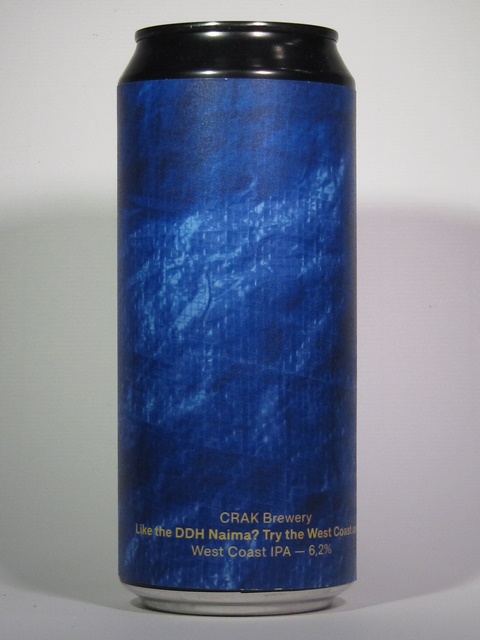 CRAK Brewery
Like the DDH Naima? Try the West Coast
West Coast IPA — 6,2%